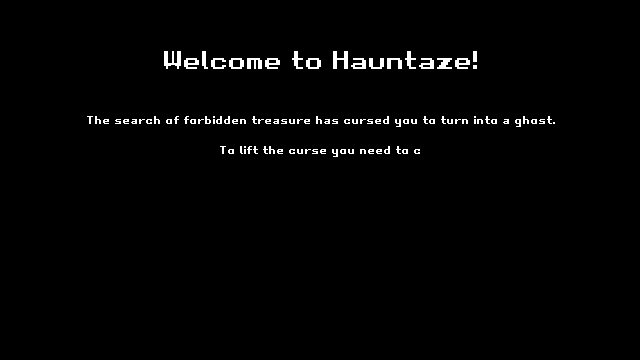 Welcome to Hauntaze!
The search of forbidden treasure has cursed you to turn into a ghost.
To lift the curse you need to c